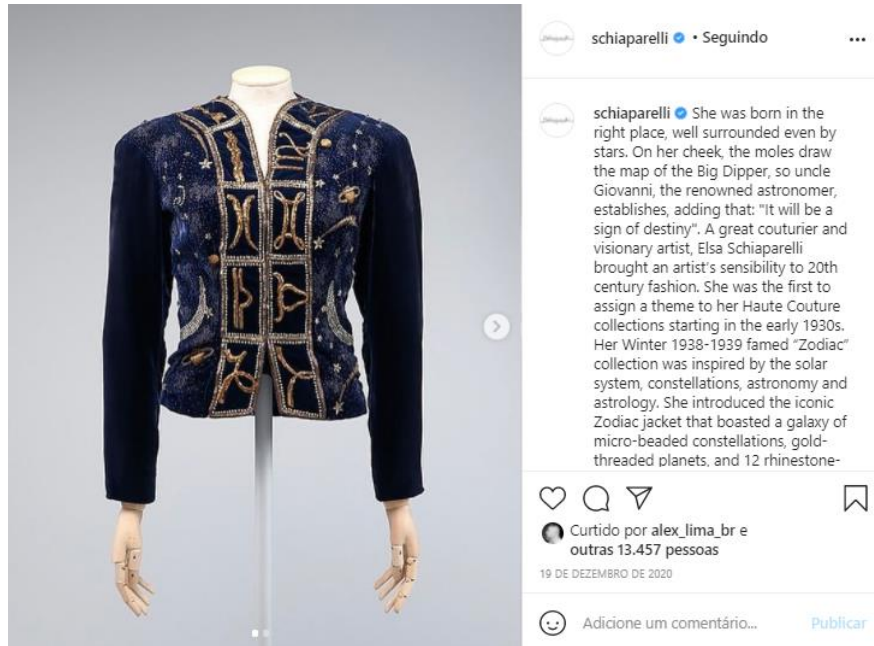 schiaparelli • Seguindo
schiaparelli She was born in the
right place, well surrounded even by
stars. On her cheek, the moles draw
the map of the Big Dipper, so uncle
Giovanni, the renowned astronomer,
establishes, adding that: "It will be a
sign of destiny". A great couturier and
visionary artist, Elsa Schiaparelli
brought an artist's sensibility to 20th
century fashion. She was the first to
assign a theme to her Haute Couture
collections starting in the early 1930s.
Her Winter 1938-1939 famed “Zodiac”
collection was inspired by the solar
system, constellations, astronomy and
astrology. She introduced the iconic
Zodiac jacket that boasted a galaxy of
micro-beaded constellations, gold-
threaded planets, and 12 rhinestone-
Curtido por alex_lima_br e
outras 13.457 pessoas
19 DE DEZEMBRO DE 2020
Adicione um comentário... Publicar